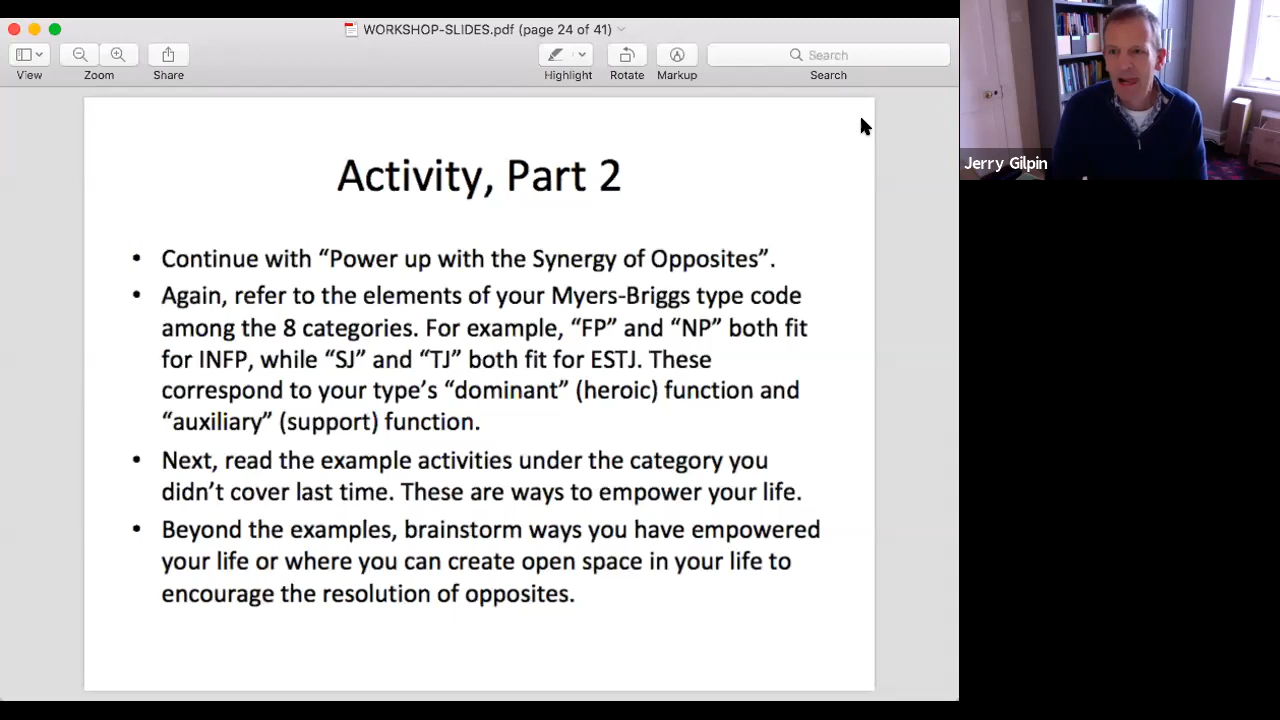 WORKSHOP-SLIDES.pdf (page 24 of 41)
View
Zoom
Share
Highlight
Rotate
Markup
Search
Search
Jerry Gilpin
Activity, Part 2
• Continue with “Power up with the Synergy of Opposites”.
• Again, refer to the elements of your Myers-Briggs type code
among the 8 categories. For example, “FP” and “NP” both fit
for INFP, while “SJ” and “TJ” both fit for ESTJ. These
correspond to your type’s “dominant” (heroic) function and
“auxiliary” (support) function.
• Next, read the example activities under the category you
didn’t cover last time. These are ways to empower your life.
• Beyond the examples, brainstorm ways you have empowered
your life or where you can create open space in your life to
encourage the resolution of opposites.